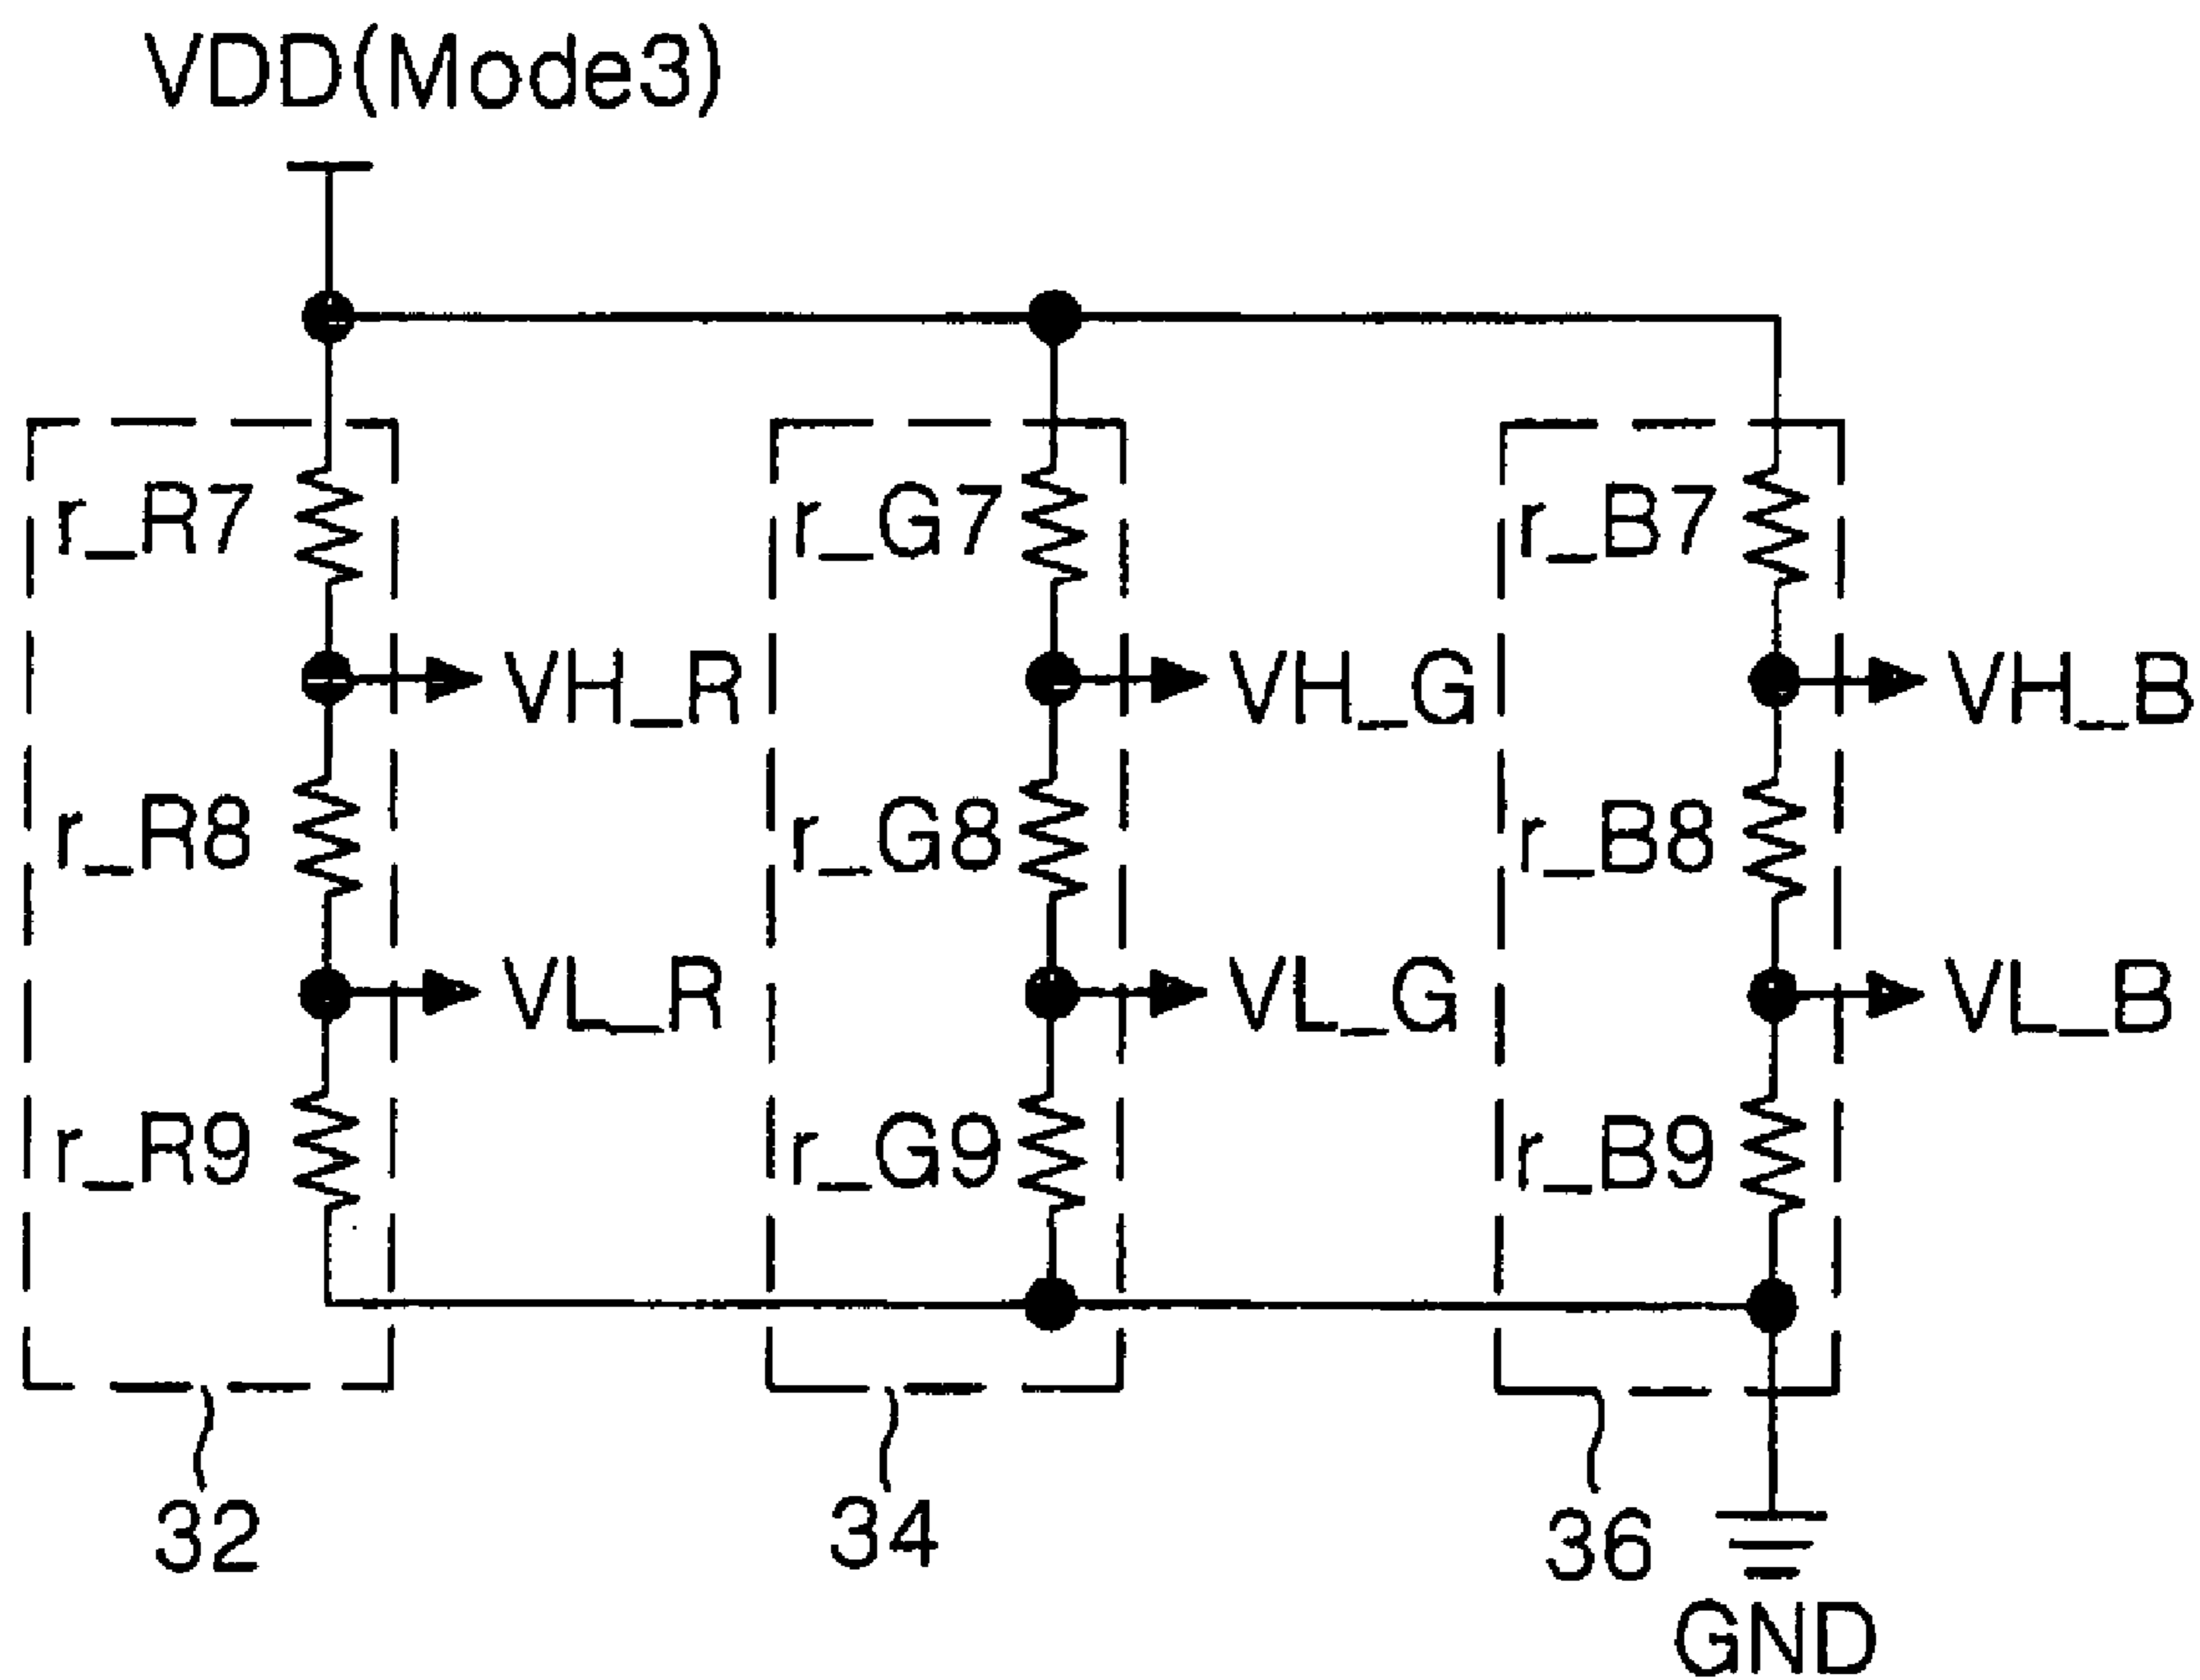 VDD(Mode3)
r_R7 r_G7 r_B7
VH_R VH_G VH_B
r_R8 r_G8 r_B8
VL_R VL_G VL_B
r_R9 r_G9 r_B9
32 34 36
GND